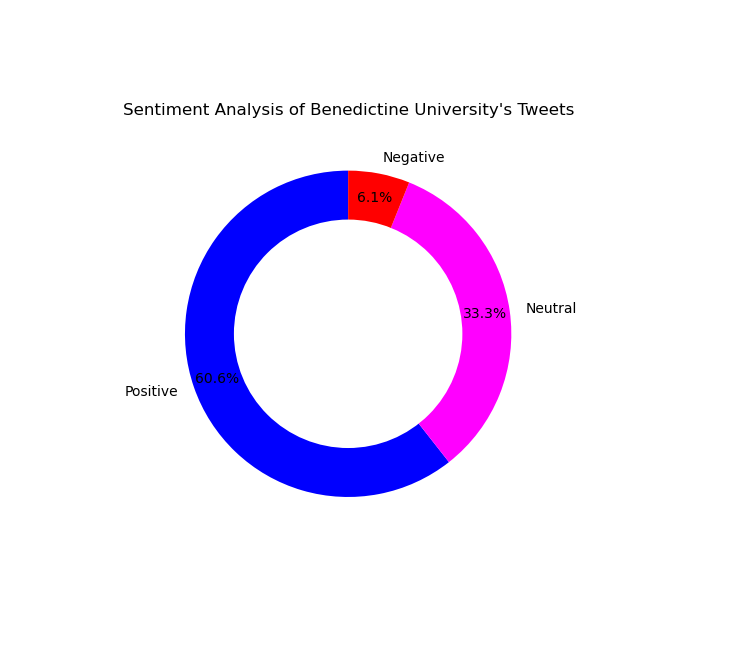 Sentiment Analysis of Benedictine University's Tweets
Negative
6.1%
Neutral
33.3%
Positive
60.6%